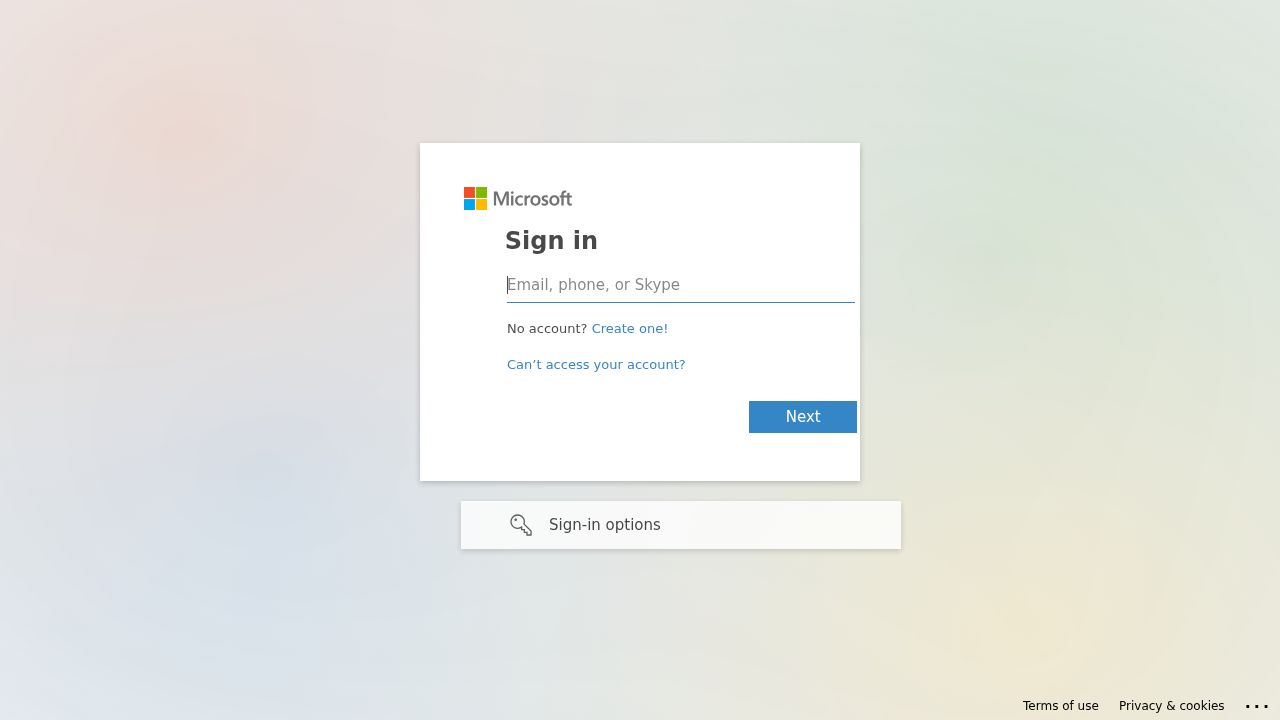 Microsoft
Sign in
Email, phone, or Skype
No account? Create one!
Can’t access your account?
Next
Sign-in options
Terms of use Privacy & cookies ...